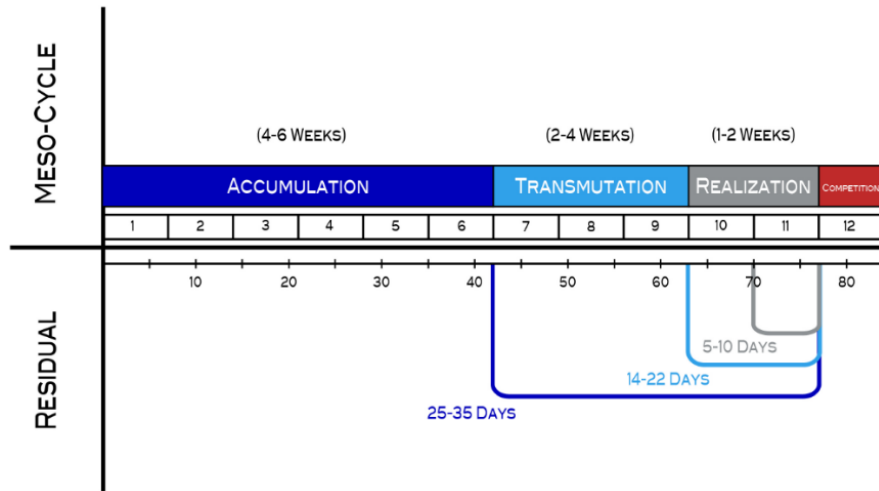 MESO-CYCLE
(4-6 WEEKS) (2-4 WEEKS) (1-2 WEEKS)
ACCUMULATION TRANSMUTATION REALIZATION COMPETITION
1 2 3 4 5 6 7 8 9 10 11 12
RESIDUAL
10 20 30 40 50 60 70 80
5-10 DAYS
14-22 DAYS
25-35 DAYS